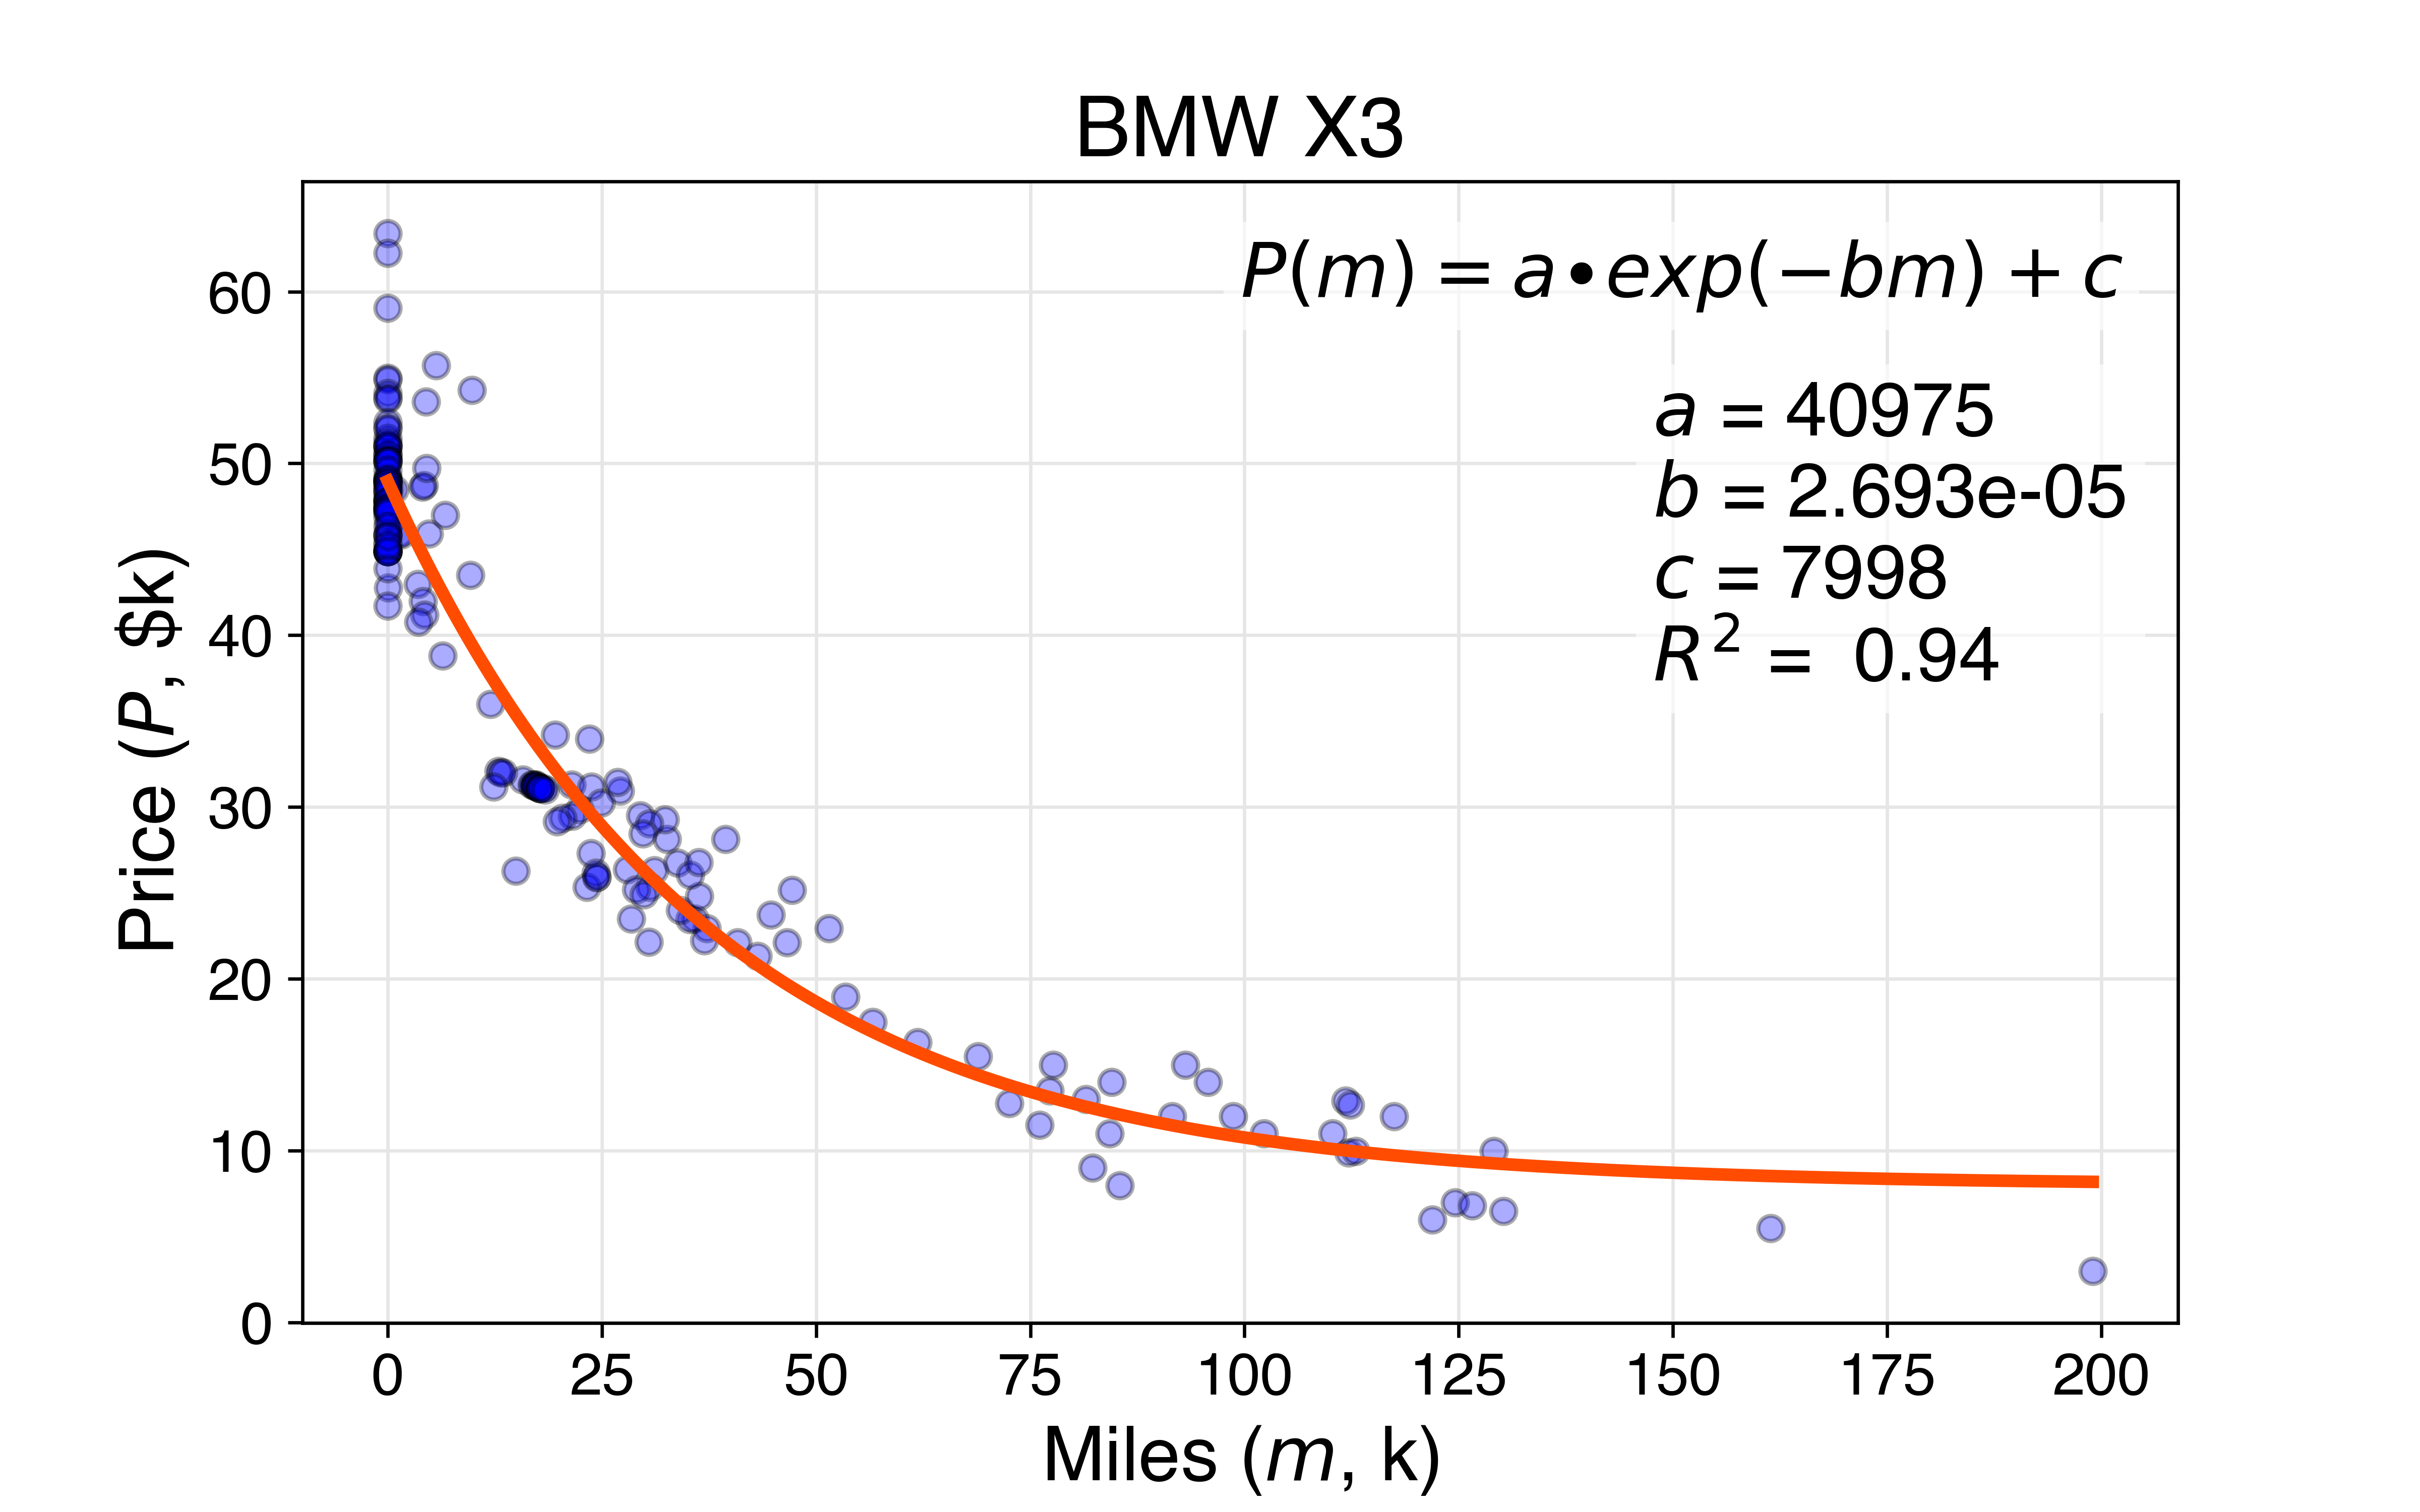 BMW X3
P(m) = a•exp(−bm) + c
a = 40975
b = 2.693e-05
c = 7998
R² = 0.94
Price (P, $k)
60
50
40
30
20
10
0
0 25 50 75 100 125 150 175 200
Miles (m, k)